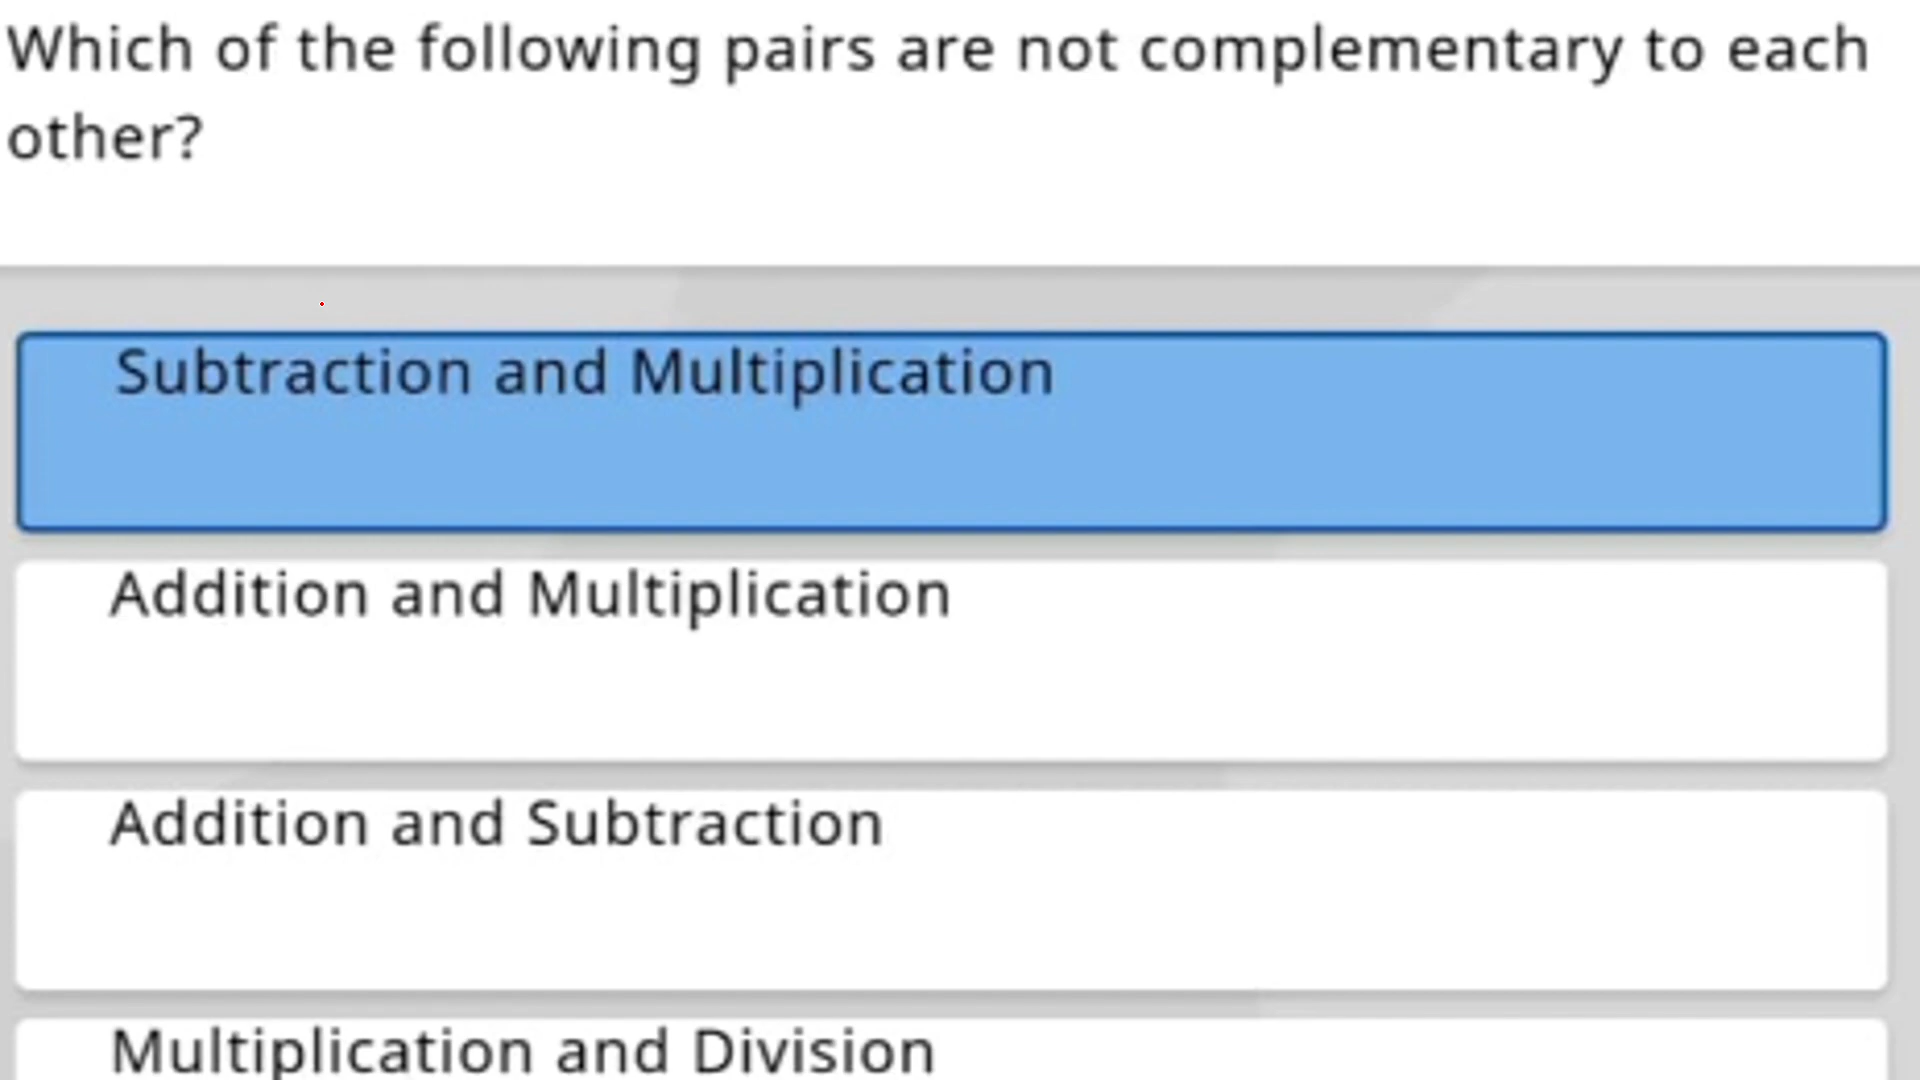 Which of the following pairs are not complementary to each
other?
Subtraction and Multiplication
Addition and Multiplication
Addition and Subtraction
Multiplication and Division